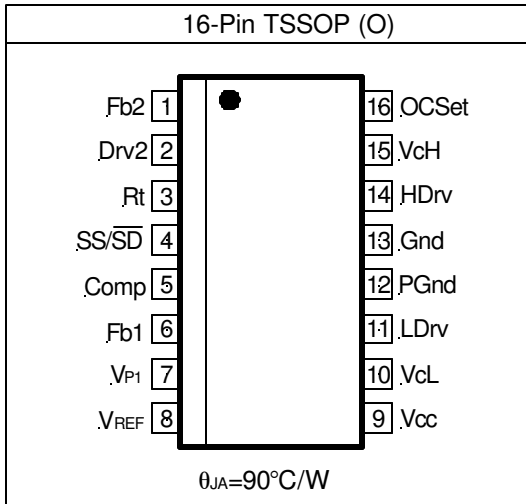 16-Pin TSSOP (O)
Fb2 1 16 OCSet
Drv2 2 15 VcH
Rt 3 14 HDrv
SS/S̅D̅ 4 13 Gnd
Comp 5 12 PGnd
Fb1 6 11 LDrv
VP1 7 10 VcL
VREF 8 9 Vcc
θJA=90°C/W